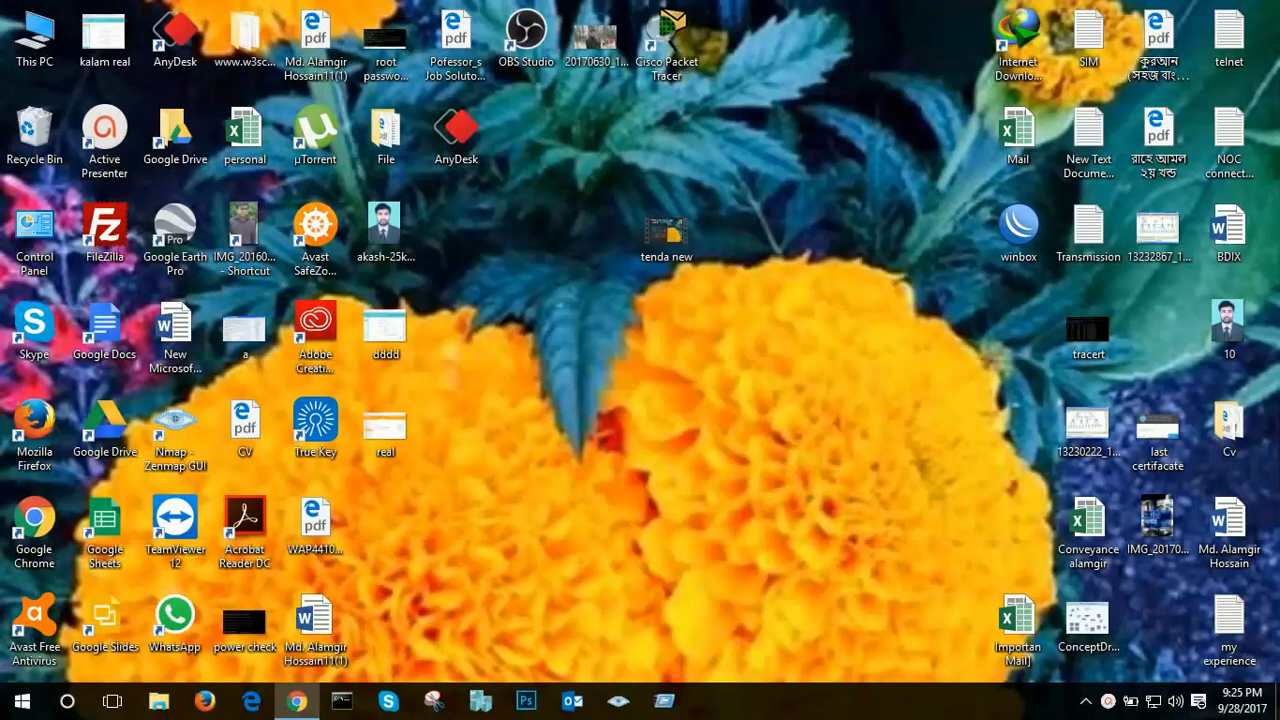 This PC
kalam real
AnyDesk
www.w3sc...
Md. Alamgir
Hossain11(1)
root
passwo...
Pofessor_s
Job Soluto...
OBS Studio
20170630_1...
Cisco Packet
Tracer
Internet
Downlo...
SIM
কুরআন
(সহজ বাং...
telnet
Recycle Bin
Active
Presenter
Google Drive
personal
µTorrent
File
AnyDesk
Mail
New Text
Docume...
রাহে আমল
২য় খন্ড
NOC
connect...
Control
Panel
FileZilla
Google Earth
Pro
IMG_20160...
- Shortcut
Avast
SafeZo...
akash-25k...
tenda new
winbox
Transmission
13232867_1...
BDIX
Skype
Google Docs
New
Microsof...
a
Adobe
Creati...
dddd
tracert
10
Mozilla
Firefox
Google Drive
Nmap -
Zenmap GUI
CV
True Key
real
13230222_1...
last
certifacate
Cv
Google
Chrome
Google
Sheets
TeamViewer
12
Acrobat
Reader DC
WAP4410...
Conveyance
alamgir
IMG_20170...
Md. Alamgir
Hossain
Avast Free
Antivirus
Google Slides
WhatsApp
power check
Md. Alamgir
Hossain11(1)
Importan
Mail]
ConceptDr...
my
experience
9:25 PM
9/28/2017